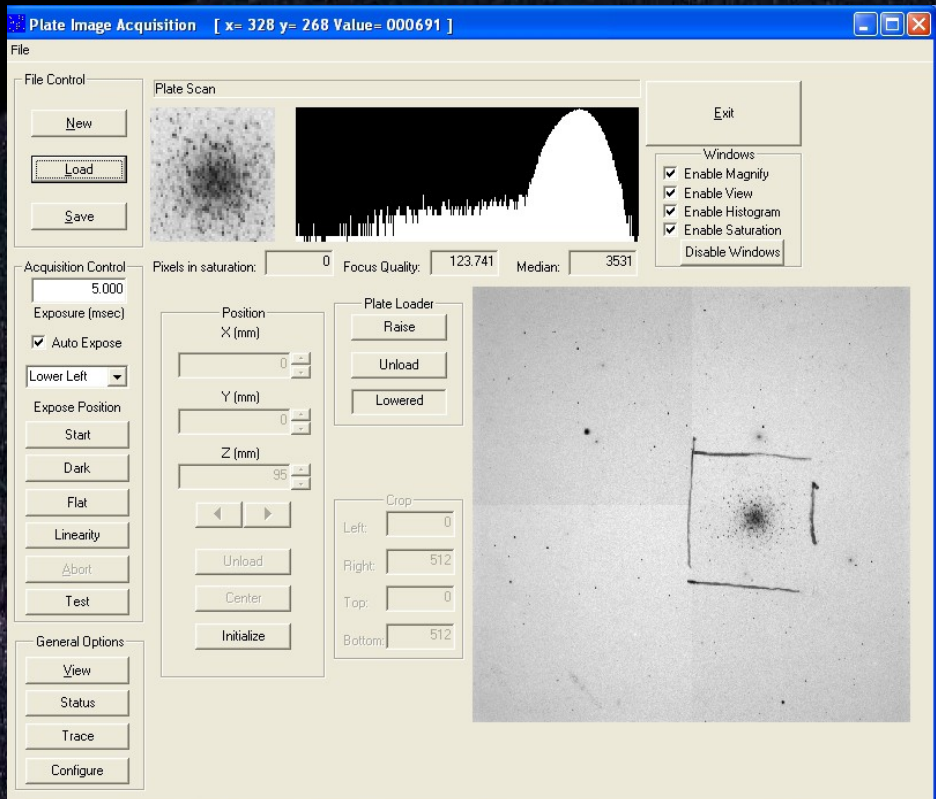 Plate Image Acquisition [ x= 328 y= 268 Value= 000691 ]
File
File Control
New
Load
Save
Plate Scan
Exit
Windows
Enable Magnify
Enable View
Enable Histogram
Enable Saturation
Disable Windows
Pixels in saturation: 0 Focus Quality: 123.741 Median: 3531
Acquisition Control
5.000
Exposure (msec)
Auto Expose
Lower Left
Expose Position
Start
Dark
Flat
Linearity
Abort
Test
General Options
View
Status
Trace
Configure
Position
X (mm)
0
Y (mm)
0
Z (mm)
95
Unload
Center
Initialize
Plate Loader
Raise
Unload
Lowered
Crop
Left: 0
Right: 512
Top: 0
Bottom: 512